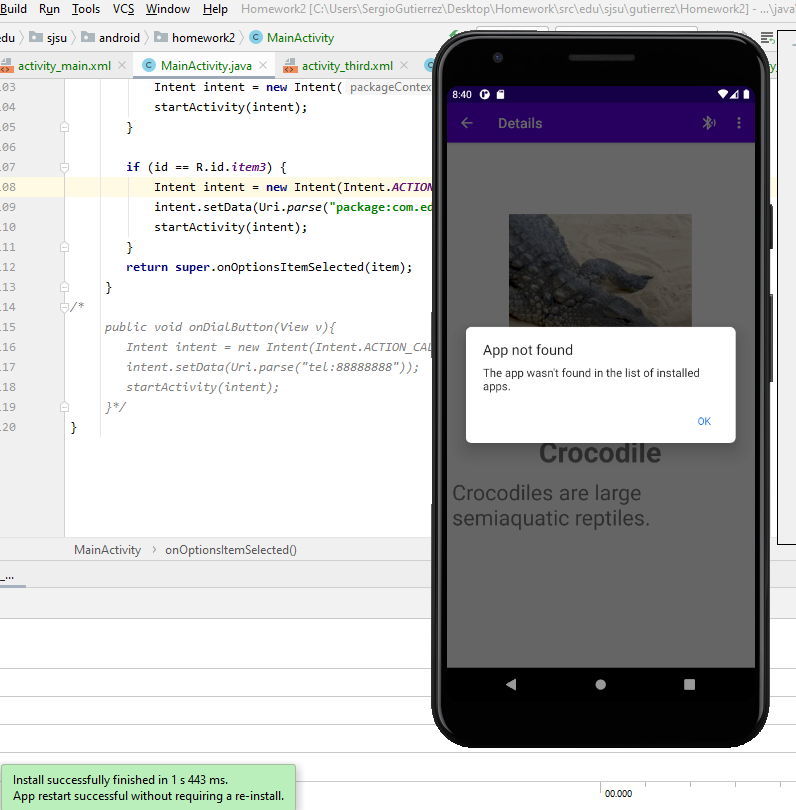 Build Run Tools VCS Window Help Homework2 [C:\Users\SergioGutierrez\Desktop\Homework\src\edu\sjsu\gutierrez\Homework2] - ...\java\
edu sjsu android homework2 MainActivity
activity_main.xml MainActivity.java activity_third.xml
103 Intent intent = new Intent( packageContex
104 startActivity(intent);
105 }
106
107 if (id == R.id.item3) {
108 Intent intent = new Intent(Intent.ACTION
109 intent.setData(Uri.parse("package:com.ed
110 startActivity(intent);
111 }
112 return super.onOptionsItemSelected(item);
113 }
114 /*
115 public void onDialButton(View v){
116 Intent intent = new Intent(Intent.ACTION_CAL
117 intent.setData(Uri.parse("tel:88888888"));
118 startActivity(intent);
119 }*/
120 }
MainActivity onOptionsItemSelected()
8:40
Details
App not found
The app wasn't found in the list of installed
apps.
OK
Crocodile
Crocodiles are large
semiaquatic reptiles.
Install successfully finished in 1 s 443 ms.
App restart successful without requiring a re-install.
00.000